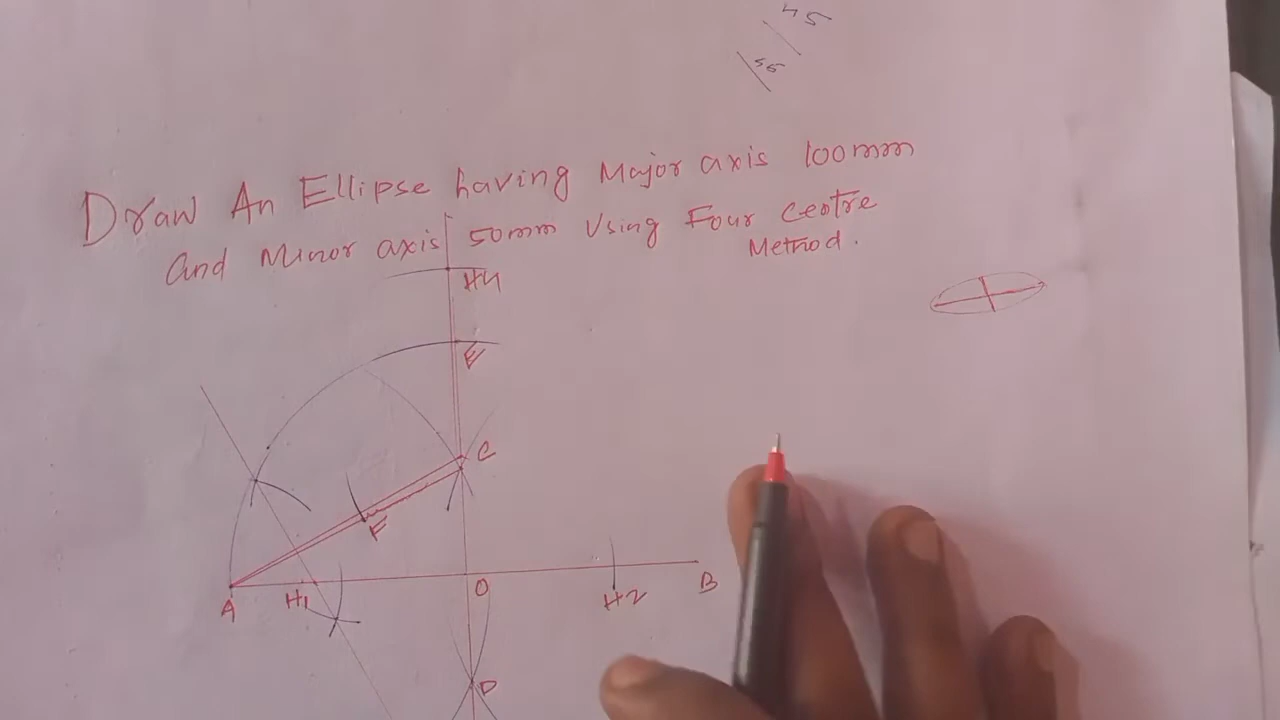 45
55
Draw An Ellipse having Major axis 100mm
and Minor axis 50mm Using Four Centre
Method.
H4
E
C
F
A
H1
O
H2
B
D